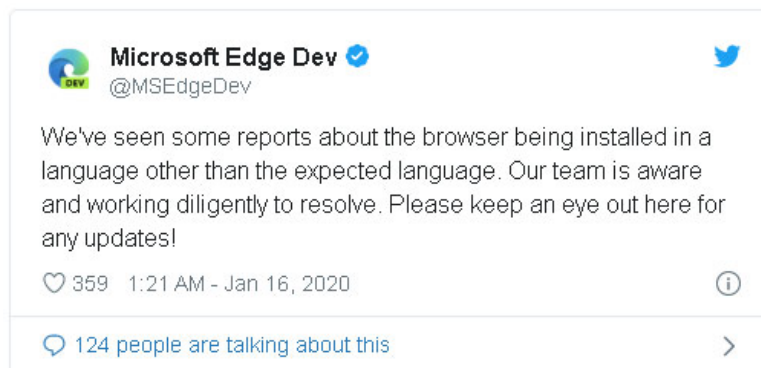 Microsoft Edge Dev
@MSEdgeDev
DEV
We've seen some reports about the browser being installed in a
language other than the expected language. Our team is aware
and working diligently to resolve. Please keep an eye out here for
any updates!
359 1:21 AM - Jan 16, 2020
124 people are talking about this